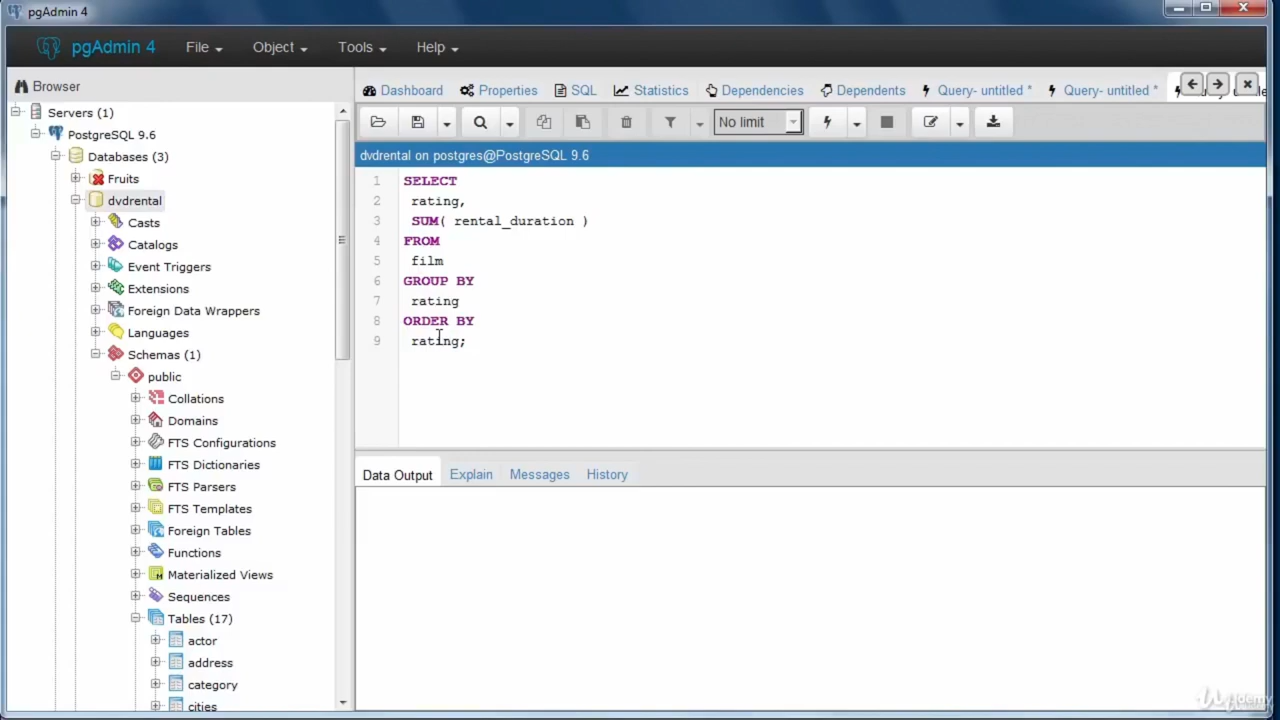 pgAdmin 4
pgAdmin 4 File Object Tools Help
Browser
Dashboard Properties SQL Statistics Dependencies Dependents Query- untitled * Query- untitled *
No limit
dvdrental on postgres@PostgreSQL 9.6
Servers (1)
PostgreSQL 9.6
Databases (3)
Fruits
dvdrental
Casts
Catalogs
Event Triggers
Extensions
Foreign Data Wrappers
Languages
Schemas (1)
public
Collations
Domains
FTS Configurations
FTS Dictionaries
FTS Parsers
FTS Templates
Foreign Tables
Functions
Materialized Views
Sequences
Tables (17)
actor
address
category
cities
1 SELECT
2 rating,
3 SUM( rental_duration )
4 FROM
5 film
6 GROUP BY
7 rating
8 ORDER BY
9 rating;
Data Output Explain Messages History
Udemy